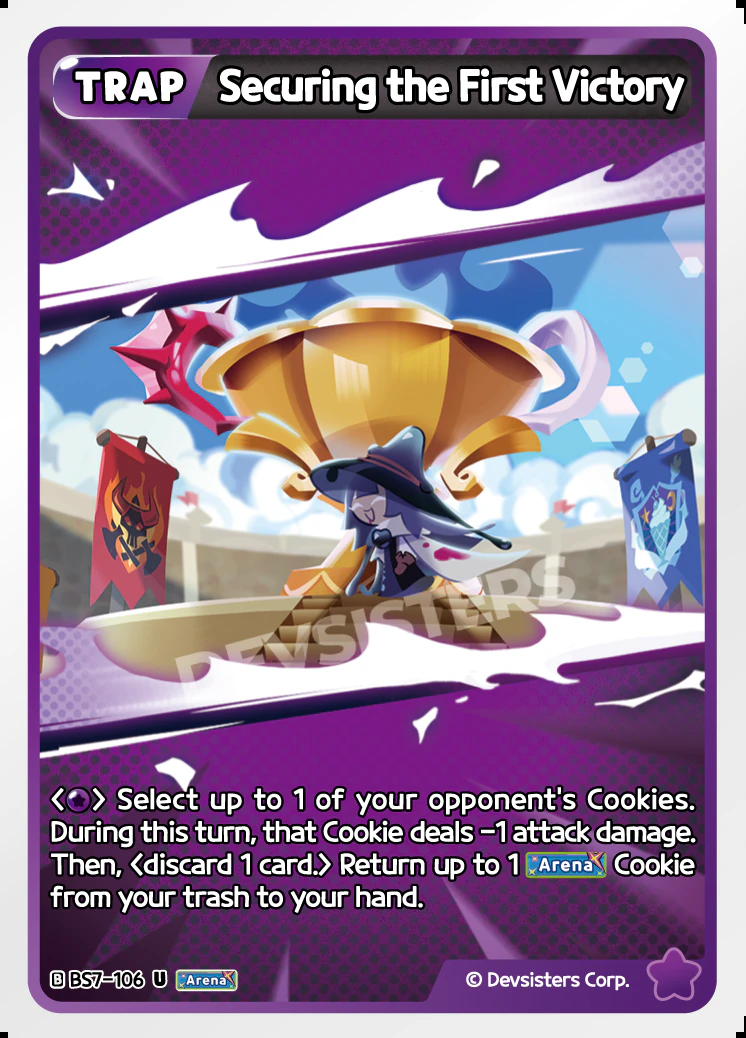 TRAP Securing the First Victory
DEVSISTERS
< > Select up to 1 of your opponent's Cookies.
During this turn, that Cookie deals -1 attack damage.
Then, <discard 1 card.> Return up to 1 Arena Cookie
from your trash to your hand.
B BS7-106 U Arena © Devsisters Corp.